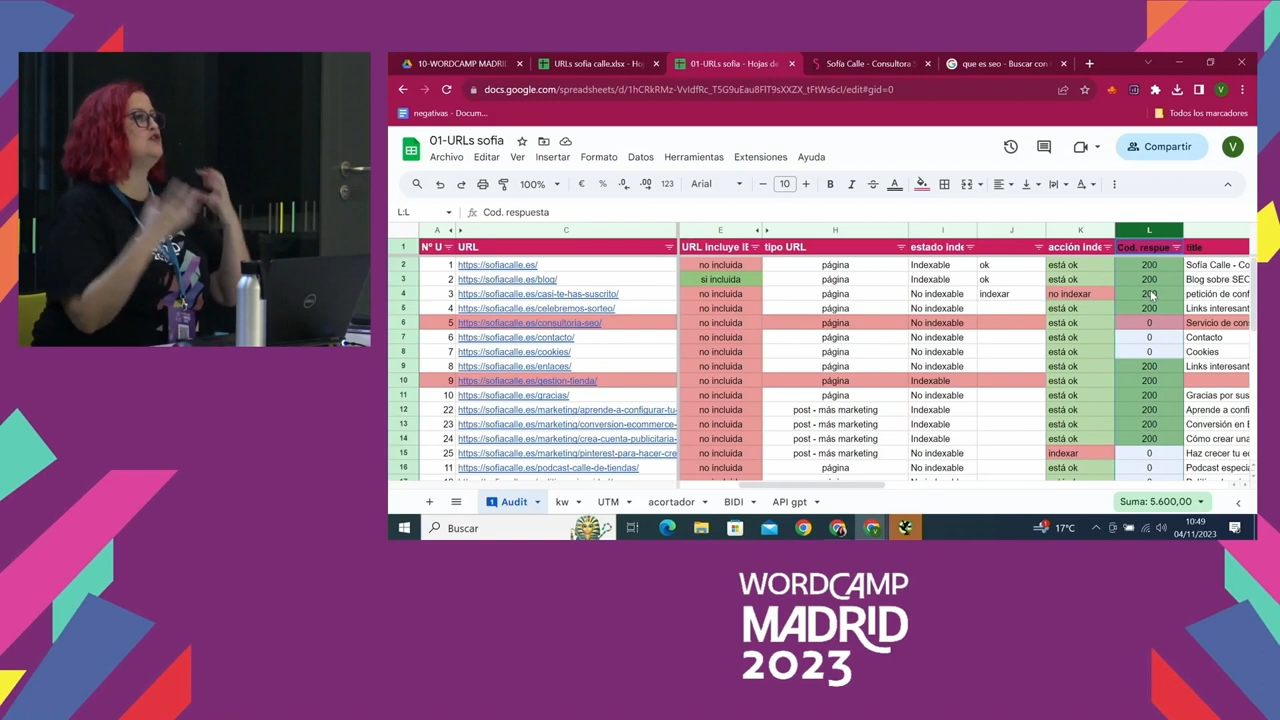 10-WORDCAMP MADRI
URLs sofia calle.xlsx - Ho
01-URLs sofia - Hojas de
Sofía Calle - Consultora
que es seo - Buscar con
docs.google.com/spreadsheets/d/
edit#gid=0
negativas - Docum...
Todos los marcadores
01-URLs sofia
Archivo Editar Ver Insertar Formato Datos Herramientas Extensiones Ayuda
Compartir
V
100% € % .0 .00 123 Arial 10 B I A
L:L fx Cod. respuesta
A C E H I J K L
1 Nº U URL URL incluye tipo URL estado inde acción inde Cod. respue title
2 1 https://sofiacalle.es/ no incluida página Indexable ok está ok 200 Sofía Calle - Co
3 2 https://sofiacalle.es/blog/ si incluida página Indexable ok está ok 200 Blog sobre SEO
4 3 https://sofiacalle.es/casi-te-has-suscrito/ no incluida página No indexable indexar no indexar 200 petición de conf
5 4 https://sofiacalle.es/celebremos-sorteo/ no incluida página No indexable está ok 200 Links interesant
6 5 https://sofiacalle.es/consultoria-seo/ no incluida página No indexable está ok 0 Servicio de cons
7 6 https://sofiacalle.es/contacto/ no incluida página No indexable está ok 0 Contacto
8 7 https://sofiacalle.es/cookies/ no incluida página No indexable está ok 0 Cookies
9 8 https://sofiacalle.es/enlaces/ no incluida página No indexable está ok 200 Links interesant
10 9 https://sofiacalle.es/gestion-tienda/ no incluida página Indexable está ok 200
11 10 https://sofiacalle.es/gracias/ no incluida página No indexable está ok 200 Gracias por sus
12 22 https://sofiacalle.es/marketing/aprende-a-configurar-tu- no incluida post - más marketing Indexable está ok 200 Aprende a confi
13 23 https://sofiacalle.es/marketing/conversion-ecommerce- no incluida post - más marketing Indexable está ok 200 Conversión en E
14 24 https://sofiacalle.es/marketing/crea-cuenta-publicitaria- no incluida post - más marketing Indexable está ok 200 Cómo crear una
15 25 https://sofiacalle.es/marketing/pinterest-para-hacer-cre no incluida post - más marketing No indexable indexar 0 Haz crecer tu e
16 11 https://sofiacalle.es/podcast-calle-de-tiendas/ no incluida página No indexable está ok 0 Podcast especia
1 Audit kw UTM acortador BIDI API gpt Suma: 5.600,00
Buscar 17°C 10:49
04/11/2023
WORDCAMP
MADRID
2023